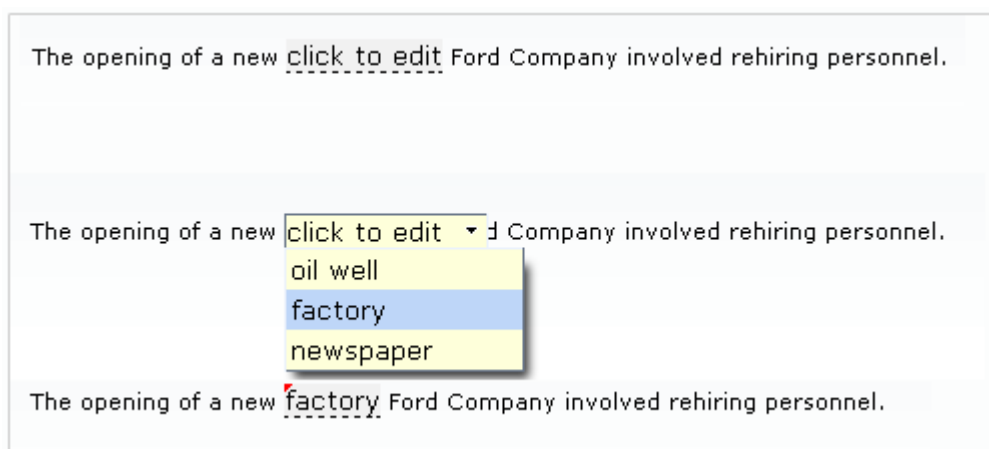 The opening of a new click to edit Ford Company involved rehiring personnel.
The opening of a new click to edit d Company involved rehiring personnel.
oil well
factory
newspaper
The opening of a new factory Ford Company involved rehiring personnel.